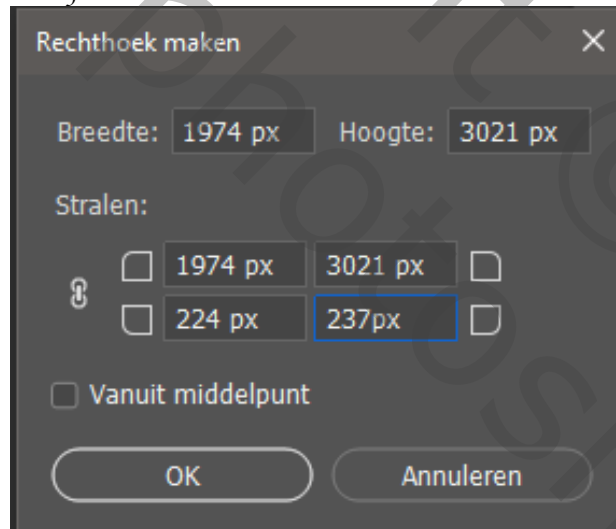 Rechthoek maken
Breedte: 1974 px Hoogte: 3021 px
Stralen:
1974 px 3021 px
224 px 237px
Vanuit middelpunt
OK Annuleren